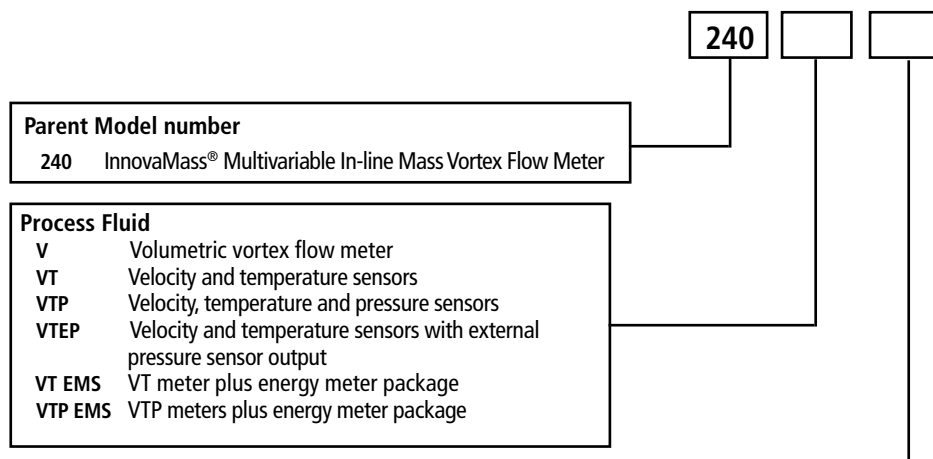 240
Parent Model number
240 InnovaMass® Multivariable In-line Mass Vortex Flow Meter
Process Fluid
V Volumetric vortex flow meter
VT Velocity and temperature sensors
VTP Velocity, temperature and pressure sensors
VTEP Velocity and temperature sensors with external
pressure sensor output
VT EMS VT meter plus energy meter package
VTP EMS VTP meters plus energy meter package